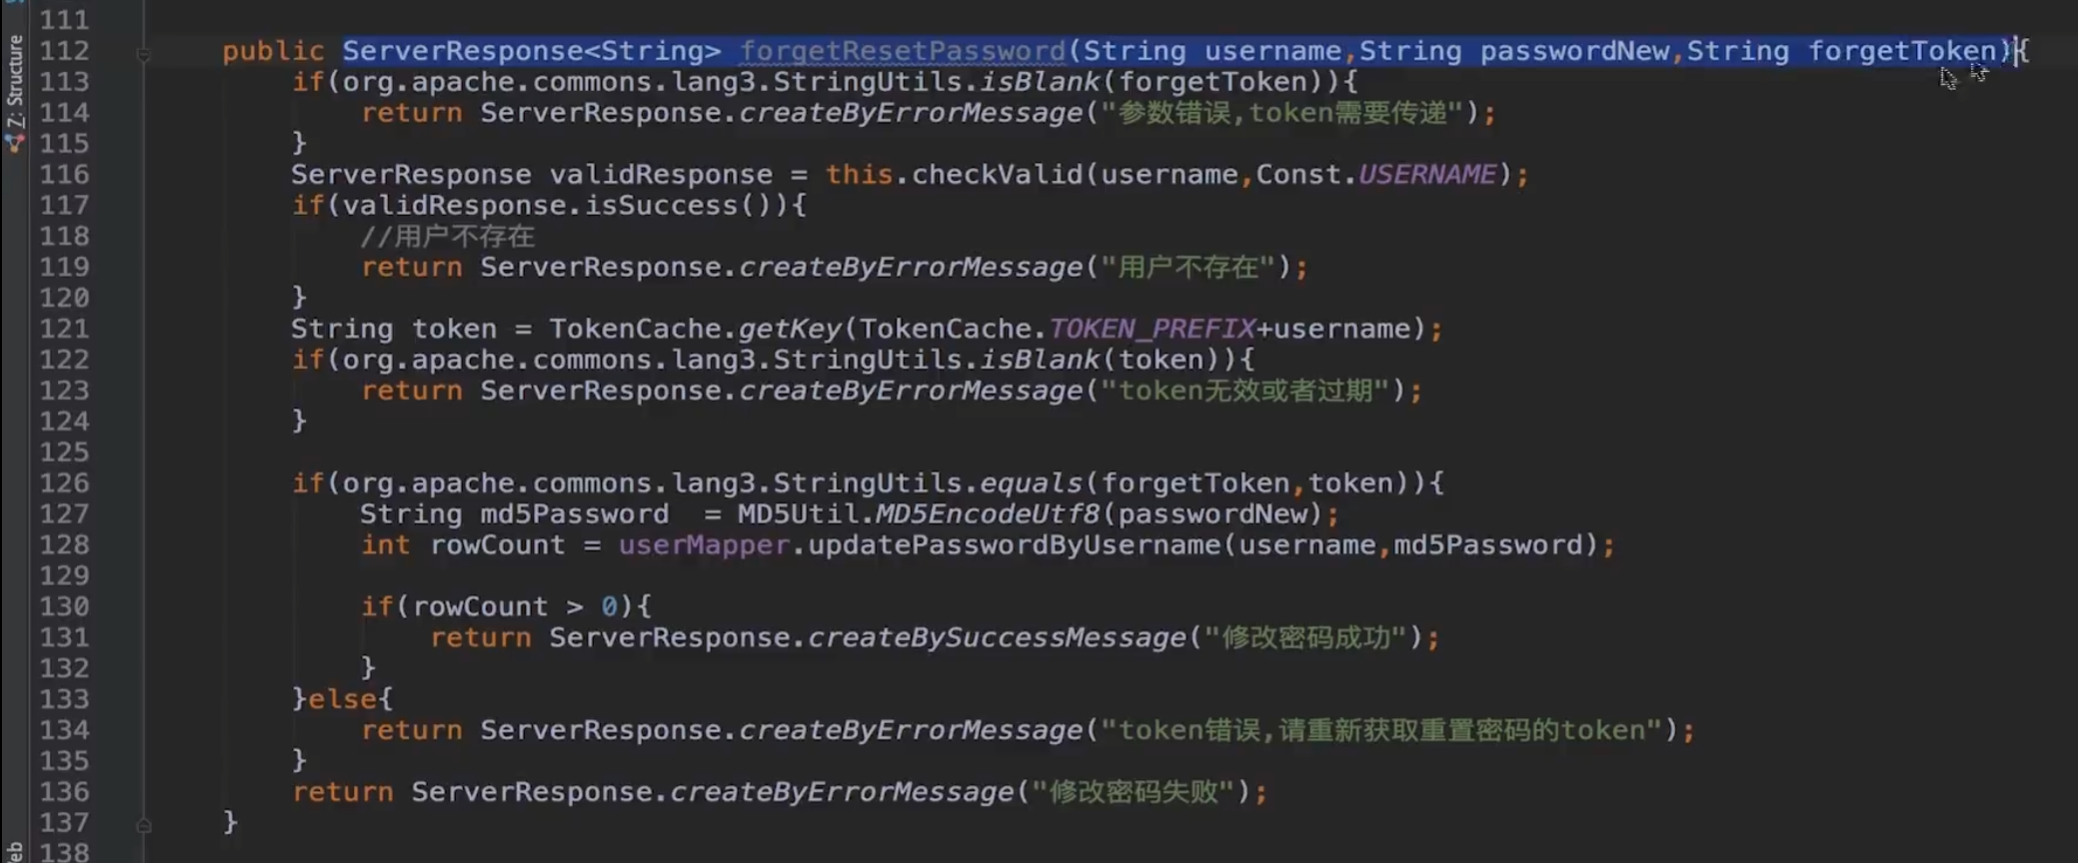 111
112 public ServerResponse<String> forgetResetPassword(String username,String passwordNew,String forgetToken){
113 if(org.apache.commons.lang3.StringUtils.isBlank(forgetToken)){
114 return ServerResponse.createByErrorMessage("参数错误,token需要传递");
115 }
116 ServerResponse validResponse = this.checkValid(username,Const.USERNAME);
117 if(validResponse.isSuccess()){
118 //用户不存在
119 return ServerResponse.createByErrorMessage("用户不存在");
120 }
121 String token = TokenCache.getKey(TokenCache.TOKEN_PREFIX+username);
122 if(org.apache.commons.lang3.StringUtils.isBlank(token)){
123 return ServerResponse.createByErrorMessage("token无效或者过期");
124 }
125
126 if(org.apache.commons.lang3.StringUtils.equals(forgetToken,token)){
127 String md5Password  = MD5Util.MD5EncodeUtf8(passwordNew);
128 int rowCount = userMapper.updatePasswordByUsername(username,md5Password);
129
130 if(rowCount > 0){
131 return ServerResponse.createBySuccessMessage("修改密码成功");
132 }
133 }else{
134 return ServerResponse.createByErrorMessage("token错误,请重新获取重置密码的token");
135 }
136 return ServerResponse.createByErrorMessage("修改密码失败");
137 }
138
Z: Structure
eb